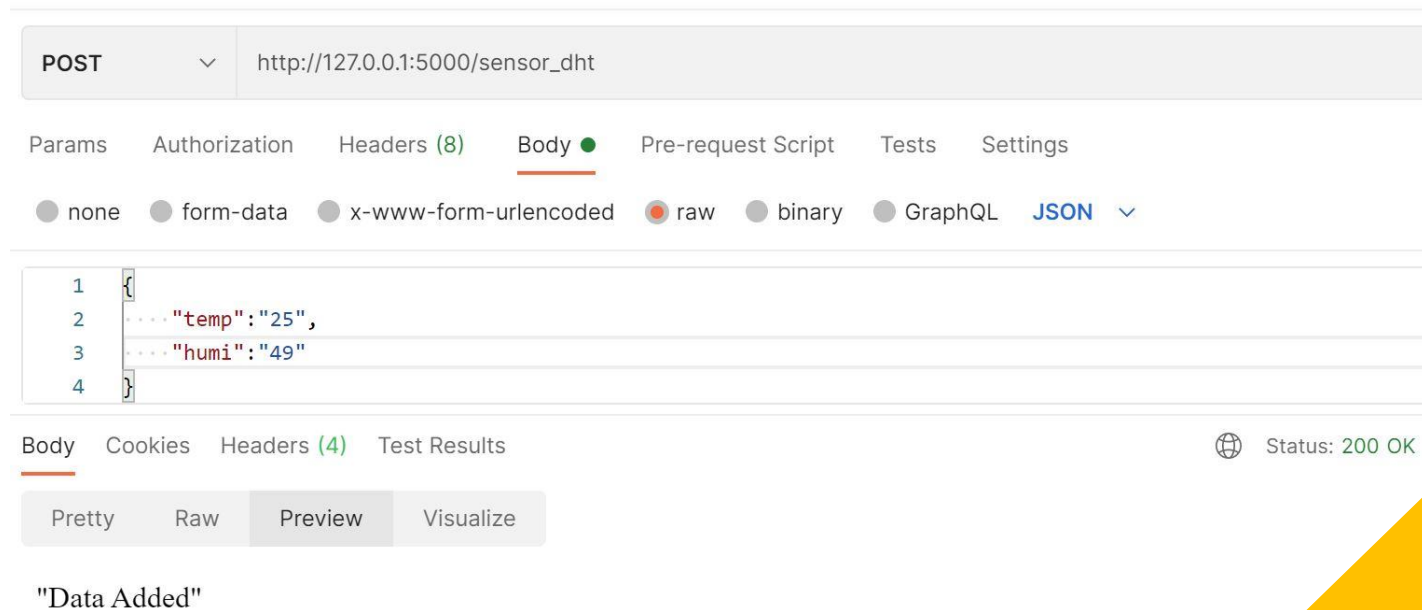 POST http://127.0.0.1:5000/sensor_dht
Params Authorization Headers (8) Body Pre-request Script Tests Settings
none form-data x-www-form-urlencoded raw binary GraphQL JSON
1 {
2 ····"temp":"25",
3 ····"humi":"49"
4 }
Body Cookies Headers (4) Test Results Status: 200 OK
Pretty Raw Preview Visualize
"Data Added"